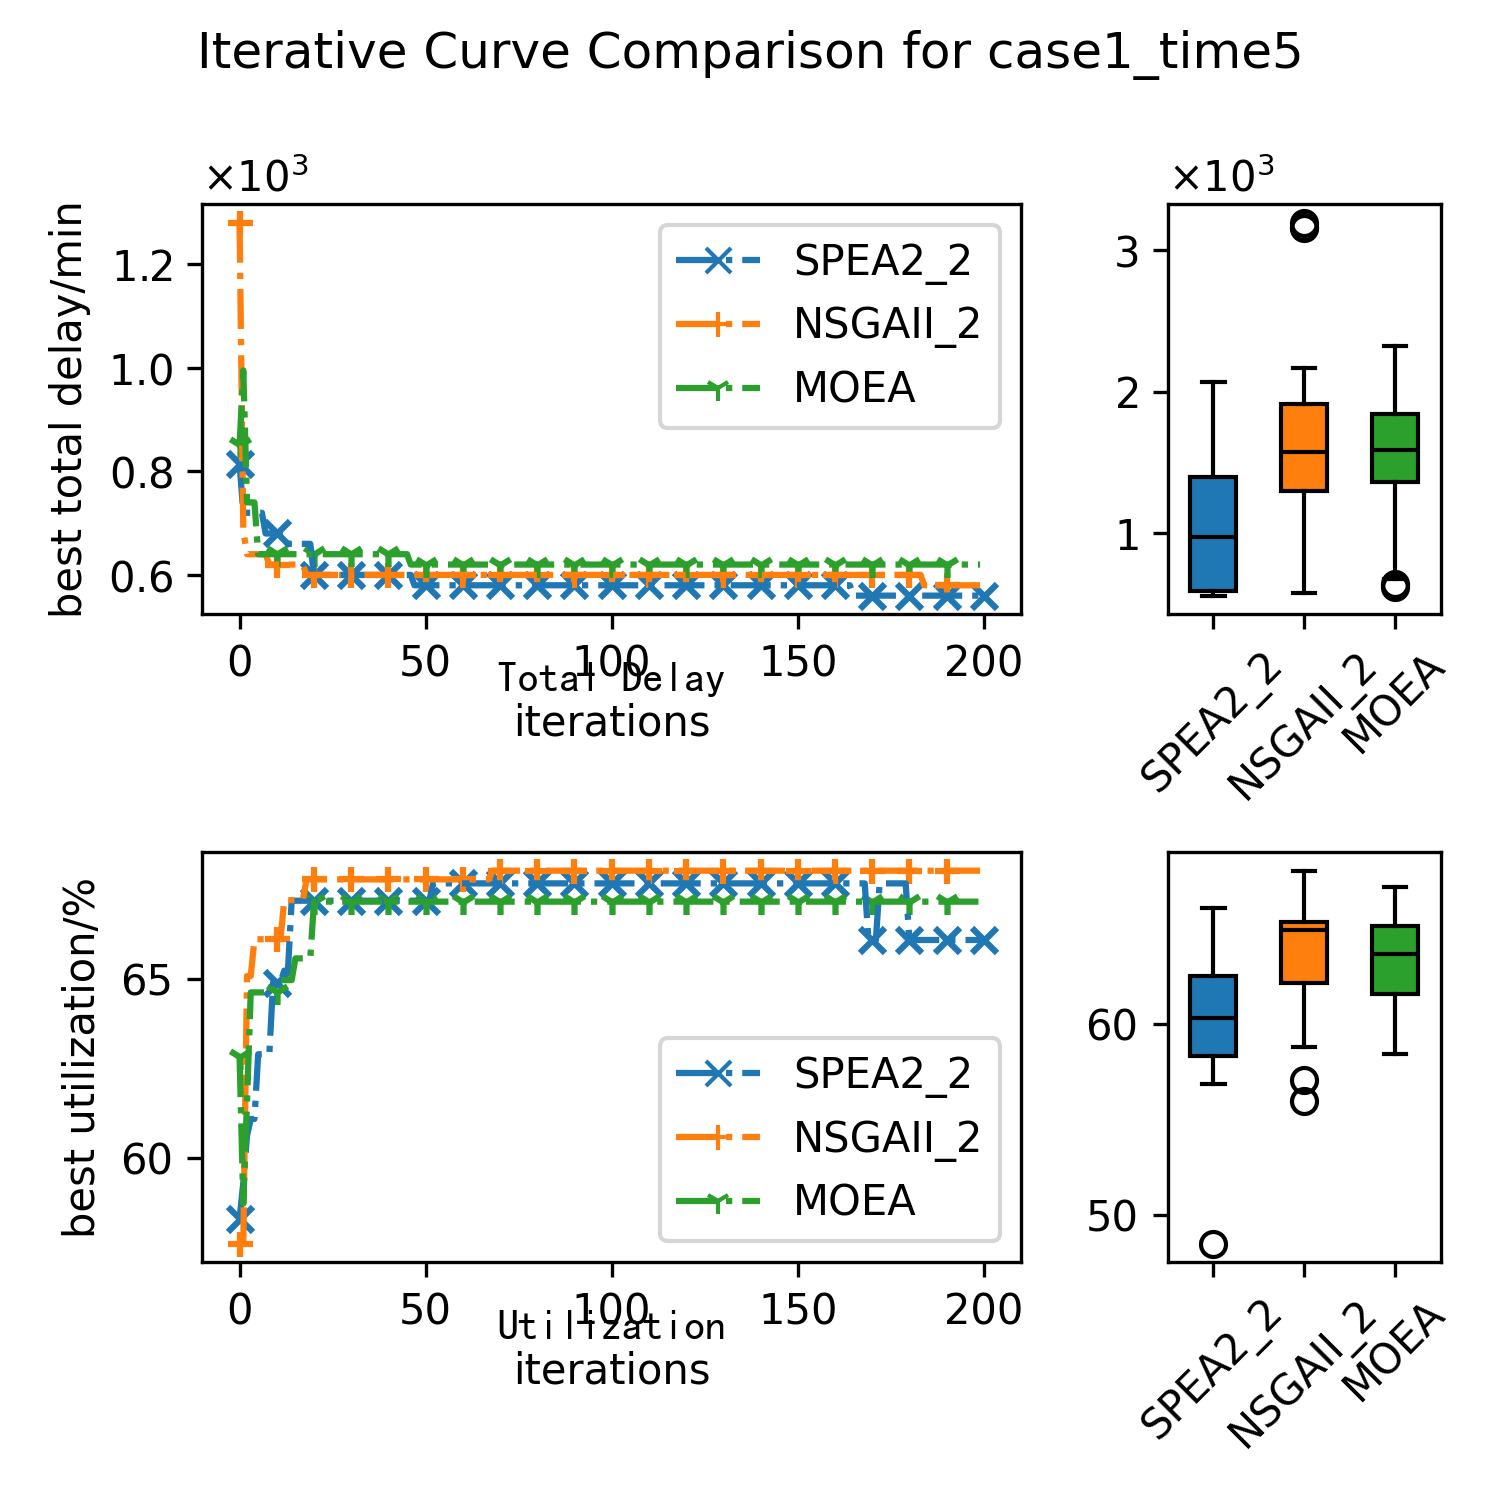 Iterative Curve Comparison for case1_time5
×10³
best total delay/min
1.2
1.0
0.8
0.6
SPEA2_2
NSGAII_2
MOEA
0 50 100 150 200
Total Delay
iterations
×10³
3
2
1
SPEA2_2
NSGAII_2
MOEA
best utilization/%
65
60
SPEA2_2
NSGAII_2
MOEA
0 50 100 150 200
Utilization
iterations
60
50
SPEA2_2
NSGAII_2
MOEA